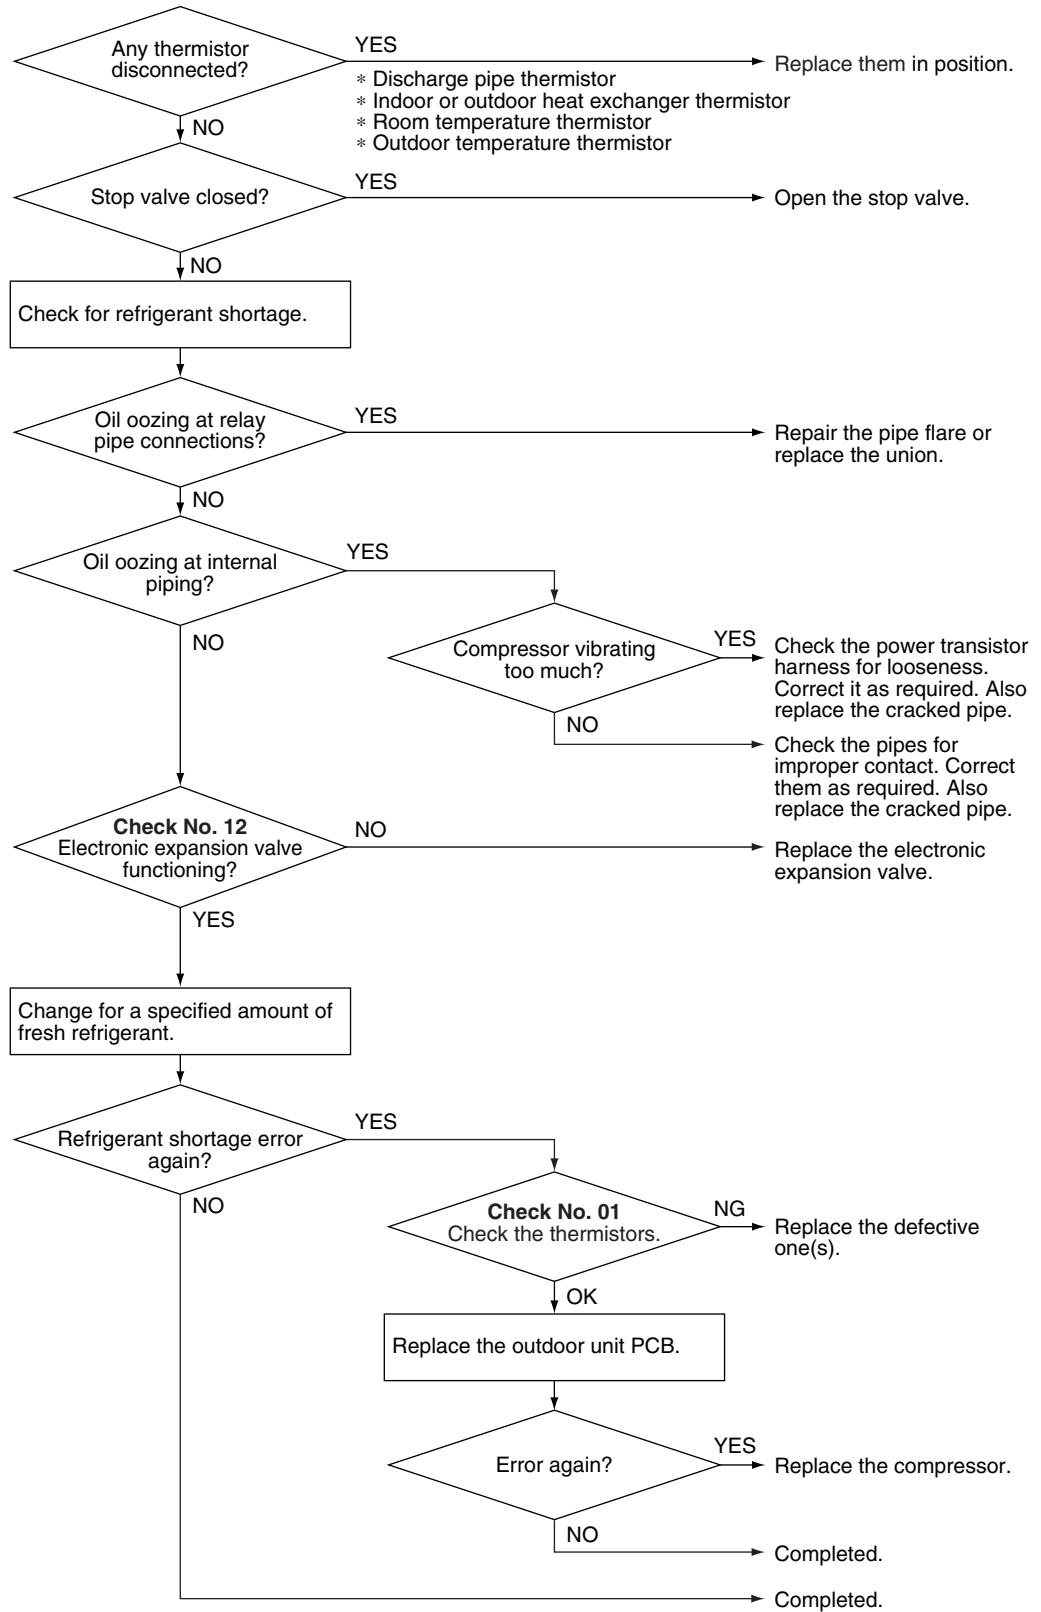 Any thermistor
disconnected?
YES
* Discharge pipe thermistor
* Indoor or outdoor heat exchanger thermistor
* Room temperature thermistor
* Outdoor temperature thermistor
Replace them in position.
NO
Stop valve closed?
YES
Open the stop valve.
NO
Check for refrigerant shortage.
Oil oozing at relay
pipe connections?
YES
Repair the pipe flare or
replace the union.
NO
Oil oozing at internal
piping?
YES
NO
Compressor vibrating
too much?
YES
Check the power transistor
harness for looseness.
Correct it as required. Also
replace the cracked pipe.
NO
Check the pipes for
improper contact. Correct
them as required. Also
replace the cracked pipe.
Check No. 12
Electronic expansion valve
functioning?
NO
Replace the electronic
expansion valve.
YES
Change for a specified amount of
fresh refrigerant.
Refrigerant shortage error
again?
YES
NO
Check No. 01
Check the thermistors.
NG
Replace the defective
one(s).
OK
Replace the outdoor unit PCB.
Error again?
YES
Replace the compressor.
NO
Completed.
Completed.